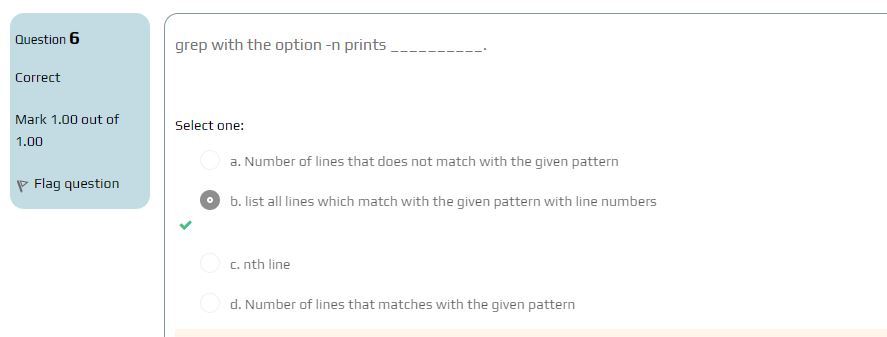 Question 6
Correct
Mark 1.00 out of
1.00
Flag question
grep with the option -n prints __________.
Select one:
a. Number of lines that does not match with the given pattern
b. list all lines which match with the given pattern with line numbers
c. nth line
d. Number of lines that matches with the given pattern